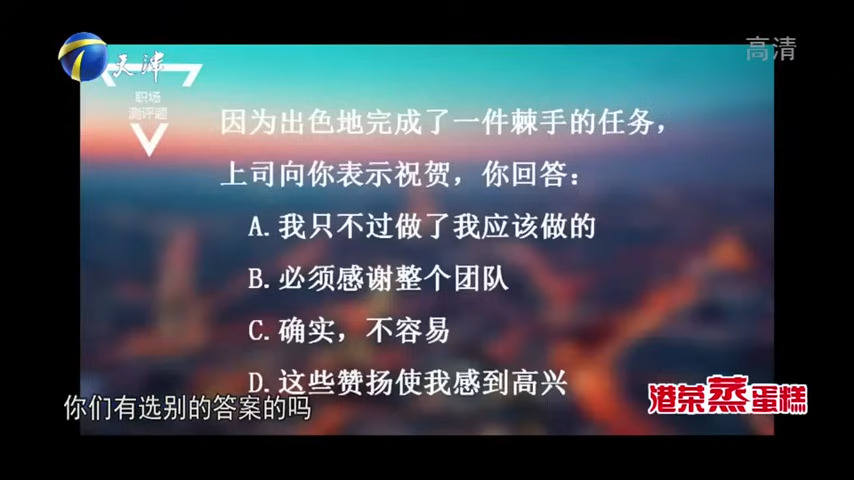 天津
高清
职场
测评题
因为出色地完成了一件棘手的任务，
上司向你表示祝贺，你回答：
A.我只不过做了我应该做的
B.必须感谢整个团队
C.确实，不容易
D.这些赞扬使我感到高兴
你们有选别的答案的吗
港荣蒸蛋糕